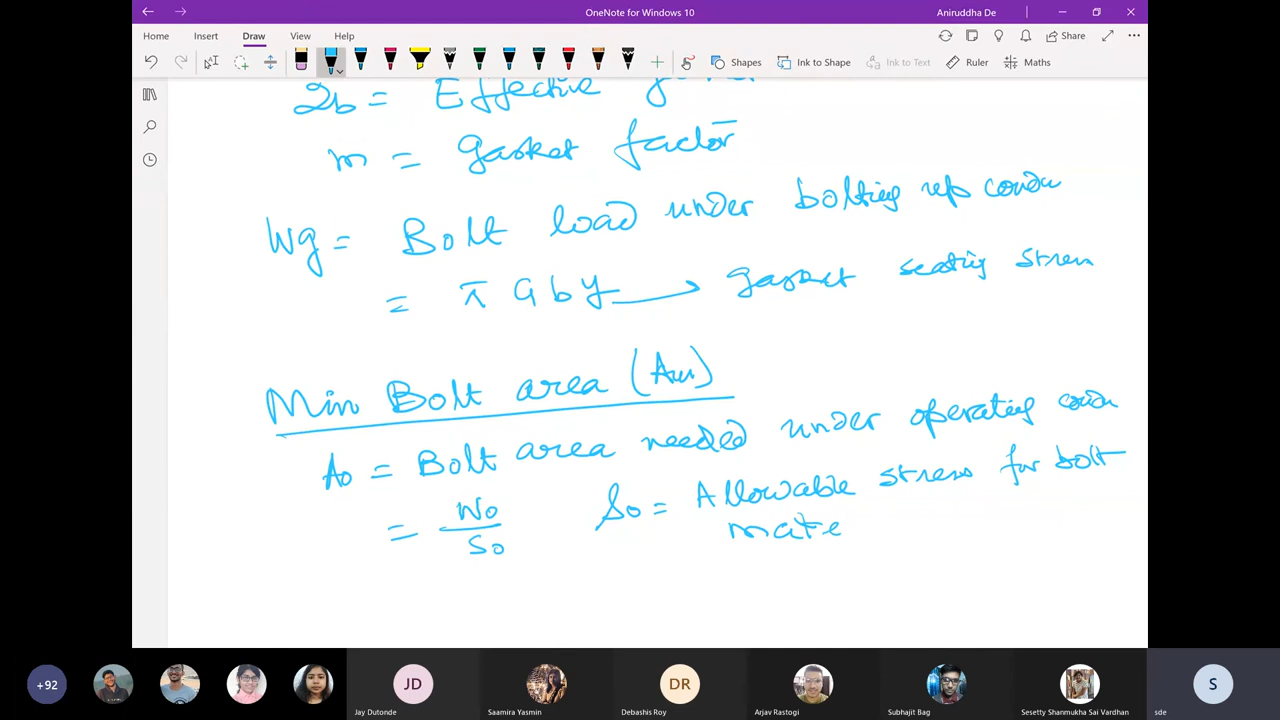 OneNote for Windows 10
Aniruddha De
Home Insert Draw View Help
Share
Shapes Ink to Shape Ink to Text Ruler Maths
2b = Effective
m = gasket factor
Wg = Bolt load under bolting up condn
= π G b y → gasket seating stress
Min Bolt area (Am)
Ao = Bolt area needed under operating condn
= Wo / So So = Allowable stress for bolt
mate
+92
JD
DR
S
Jay Dutonde Saamira Yasmin Debashis Roy Arjav Rastogi Subhajit Bag Sesetty Shanmukha Sai Vardhan sde